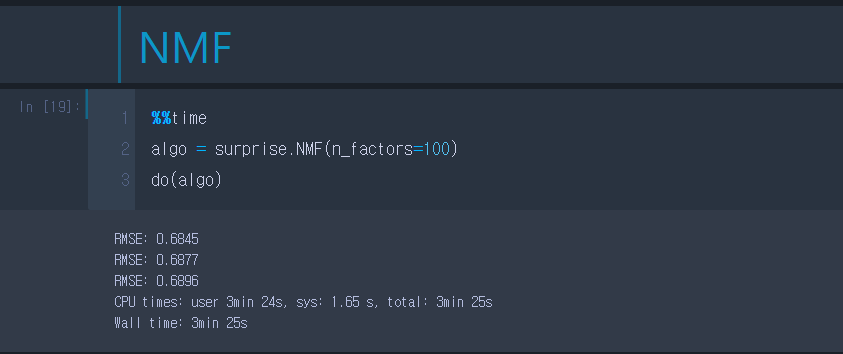 NMF
In [19]:
1 %%time
2 algo = surprise.NMF(n_factors=100)
3 do(algo)
RMSE: 0.6845
RMSE: 0.6877
RMSE: 0.6896
CPU times: user 3min 24s, sys: 1.65 s, total: 3min 25s
Wall time: 3min 25s